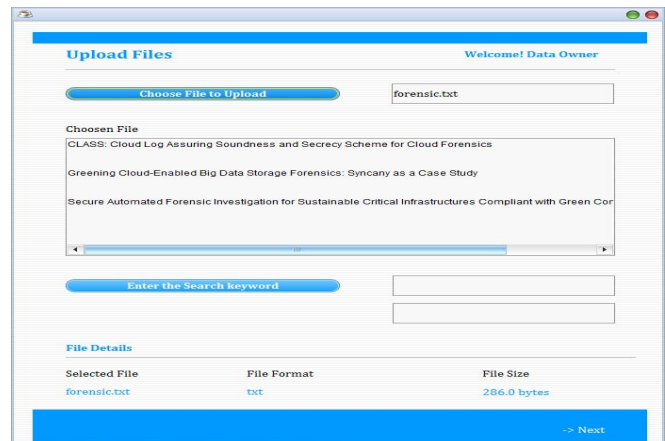 Upload Files
Welcome! Data Owner
Choose File to Upload
forensic.txt
Choosen File
CLASS: Cloud Log Assuring Soundness and Secrecy Scheme for Cloud Forensics
Greening Cloud-Enabled Big Data Storage Forensics: Syncany as a Case Study
Secure Automated Forensic Investigation for Sustainable Critical Infrastructures Compliant with Green Cor
Enter the Search keyword
File Details
Selected File File Format File Size
forensic.txt txt 286.0 bytes
-> Next